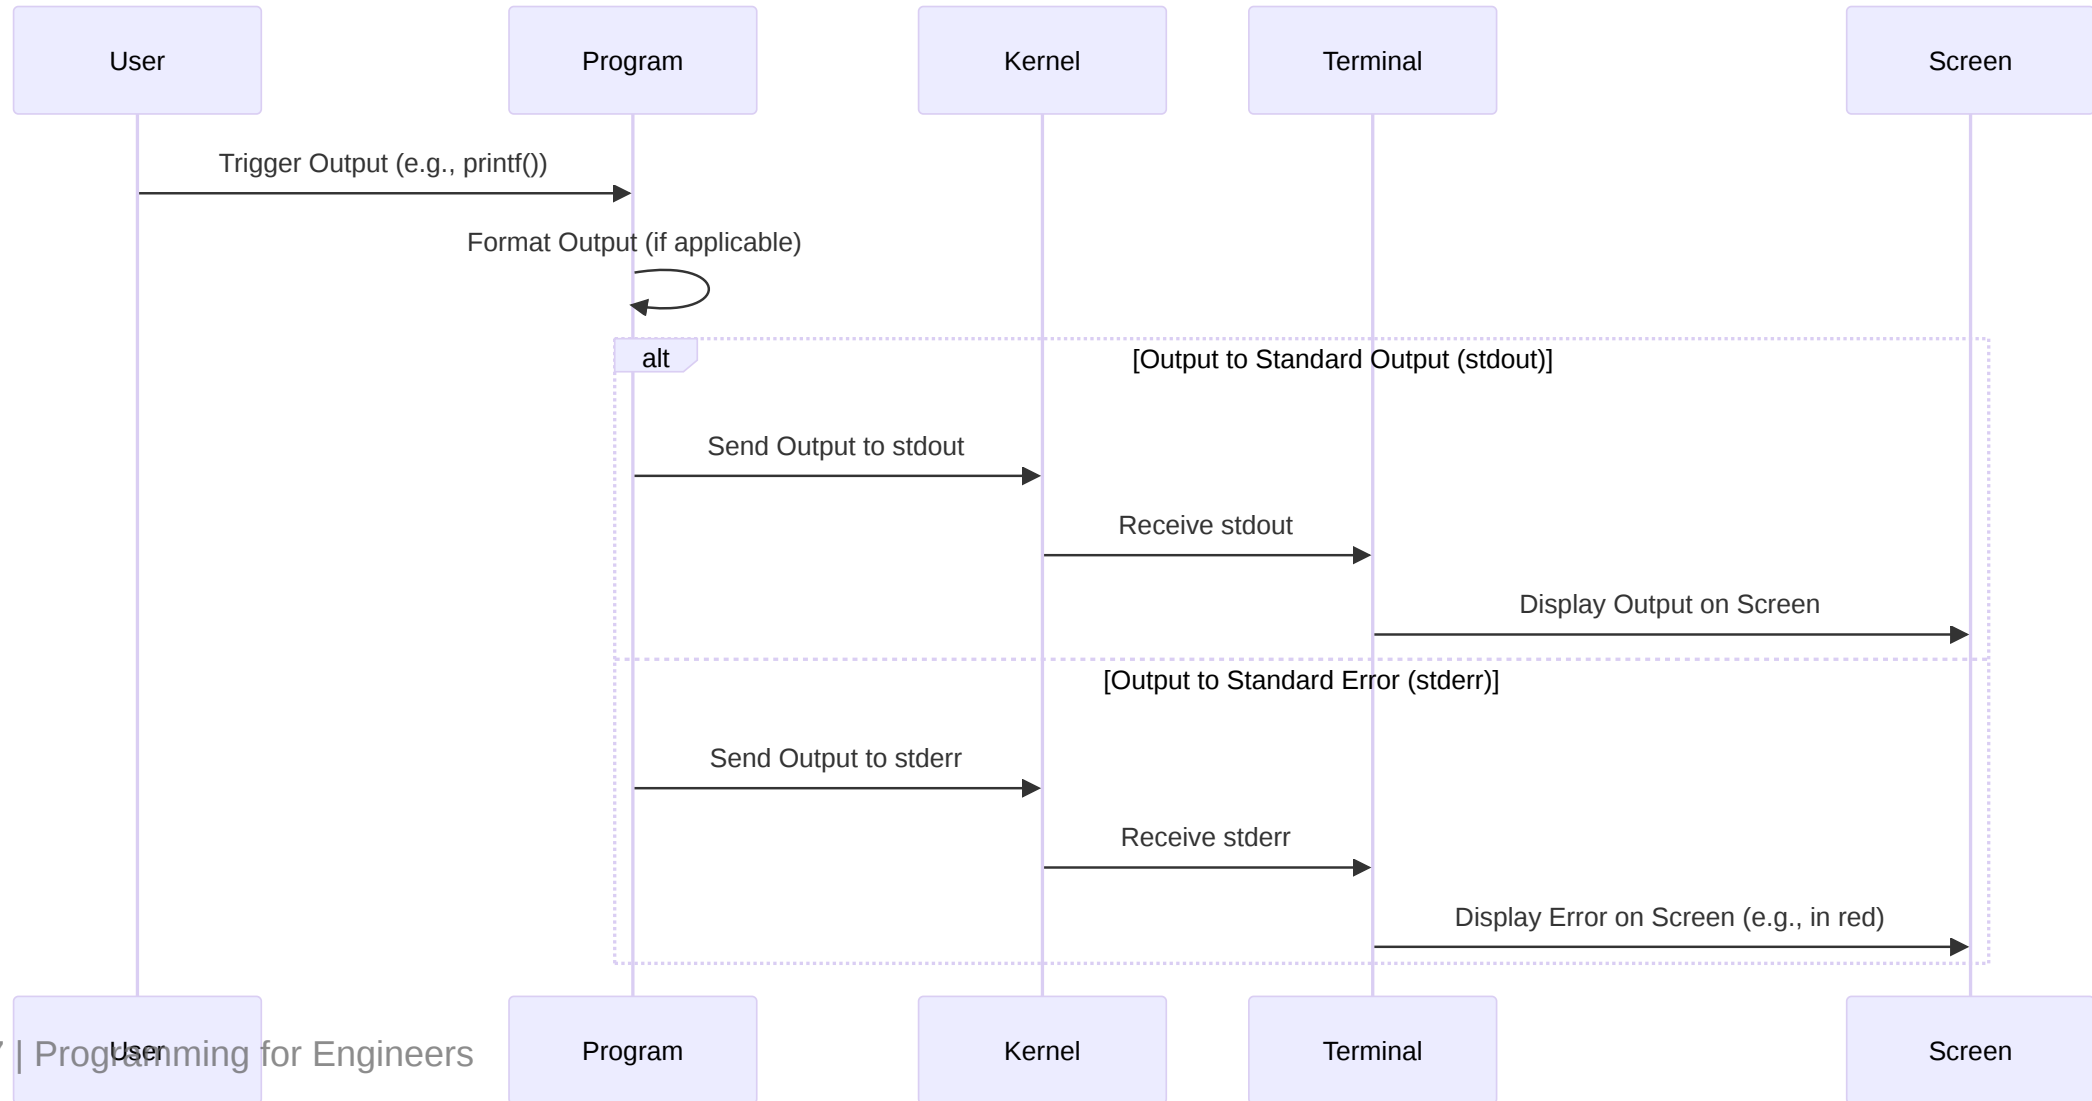 User
Program
Kernel
Terminal
Screen
Trigger Output (e.g., printf())
Format Output (if applicable)
alt
[Output to Standard Output (stdout)]
Send Output to stdout
Receive stdout
Display Output on Screen
[Output to Standard Error (stderr)]
Send Output to stderr
Receive stderr
Display Error on Screen (e.g., in red)
User
Program
Kernel
Terminal
Screen
| Programming for Engineers